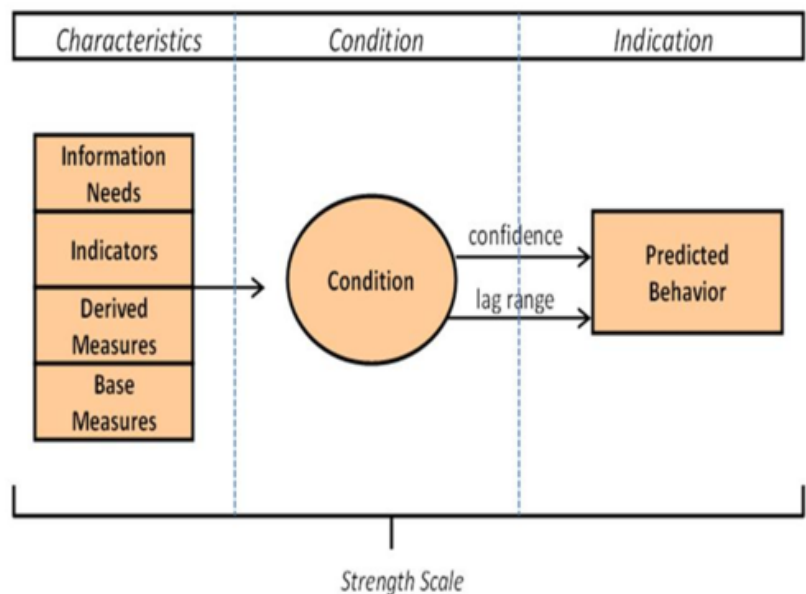 Characteristics
Condition
Indication
Information
Needs
Indicators
Derived
Measures
Base
Measures
Condition
confidence
lag range
Predicted
Behavior
Strength Scale